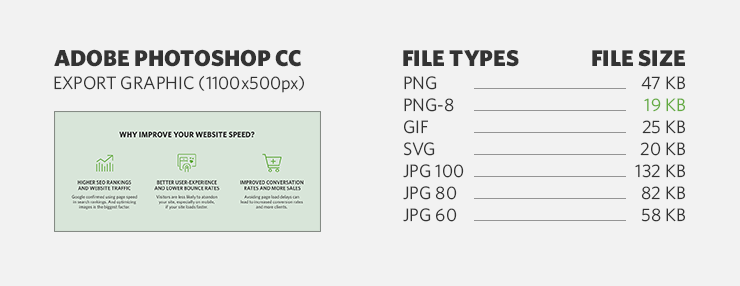 ADOBE PHOTOSHOP CC
EXPORT GRAPHIC (1100x500px)
WHY IMPROVE YOUR WEBSITE SPEED?
HIGHER SEO RANKINGS
AND WEBSITE TRAFFIC
Google confirmed using page speed
in search rankings. And optimizing
images is the biggest factor.
BETTER USER-EXPERIENCE
AND LOWER BOUNCE RATES
Visitors are less likely to abandon
your site, especially on mobile,
if your site loads faster.
IMPROVED CONVERSATION
RATES AND MORE SALES
Avoiding page load delays can
lead to increased conversion rates
and more clients.
FILE TYPES FILE SIZE
PNG 47 KB
PNG-8 19 KB
GIF 25 KB
SVG 20 KB
JPG 100 132 KB
JPG 80 82 KB
JPG 60 58 KB